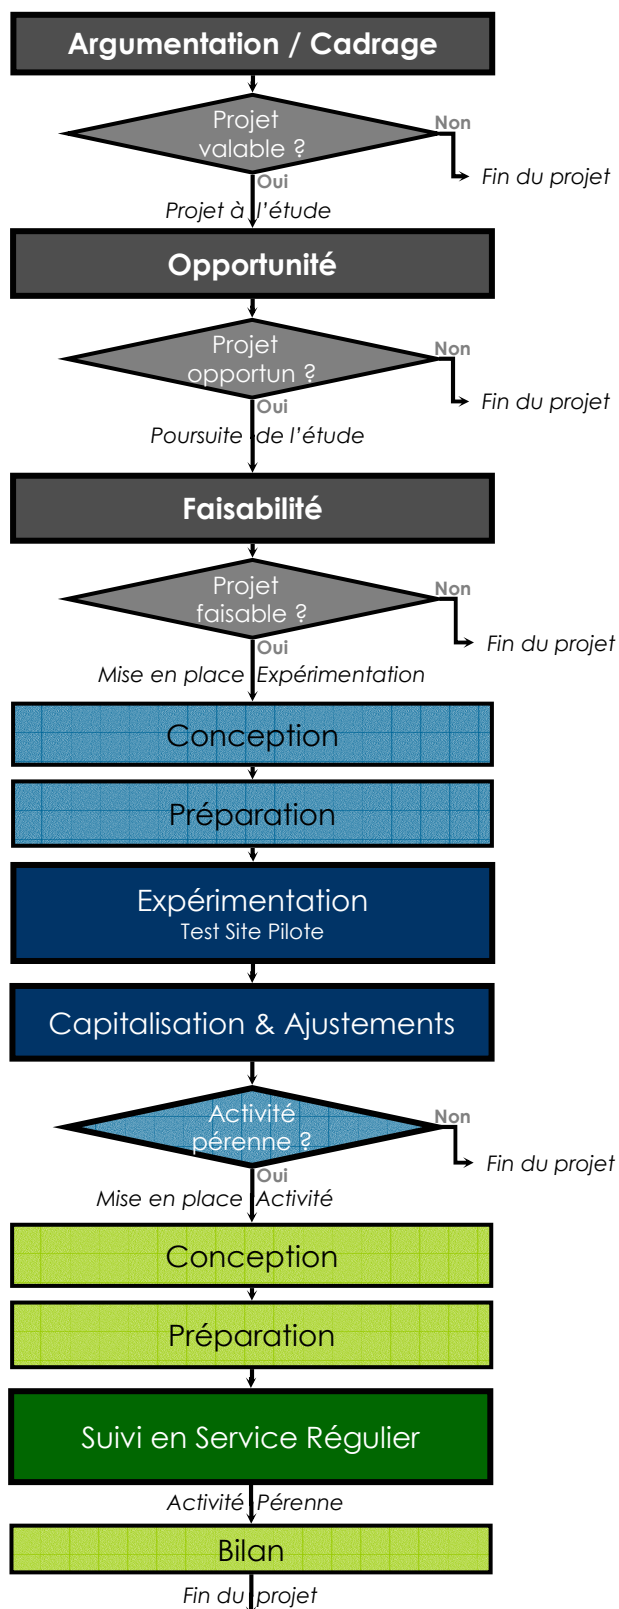 Argumentation / Cadrage
Projet
valable ?
Non
Fin du projet
Oui
Projet à l'étude
Opportunité
Projet
opportun ?
Non
Fin du projet
Oui
Poursuite de l'étude
Faisabilité
Projet
faisable ?
Non
Fin du projet
Oui
Mise en place Expérimentation
Conception
Préparation
Expérimentation
Test Site Pilote
Capitalisation & Ajustements
Activité
pérenne ?
Non
Fin du projet
Oui
Mise en place Activité
Conception
Préparation
Suivi en Service Régulier
Activité Pérenne
Bilan
Fin du projet